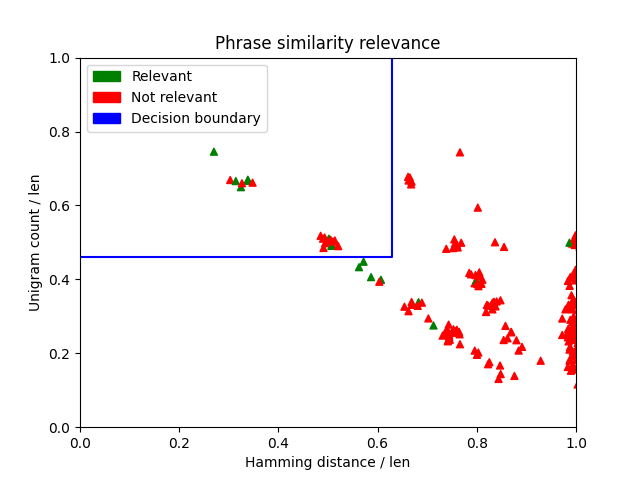 Phrase similarity relevance
Relevant
Not relevant
Decision boundary
1.0
0.8
0.6
0.4
0.2
0.0
Unigram count / len
0.0 0.2 0.4 0.6 0.8 1.0
Hamming distance / len